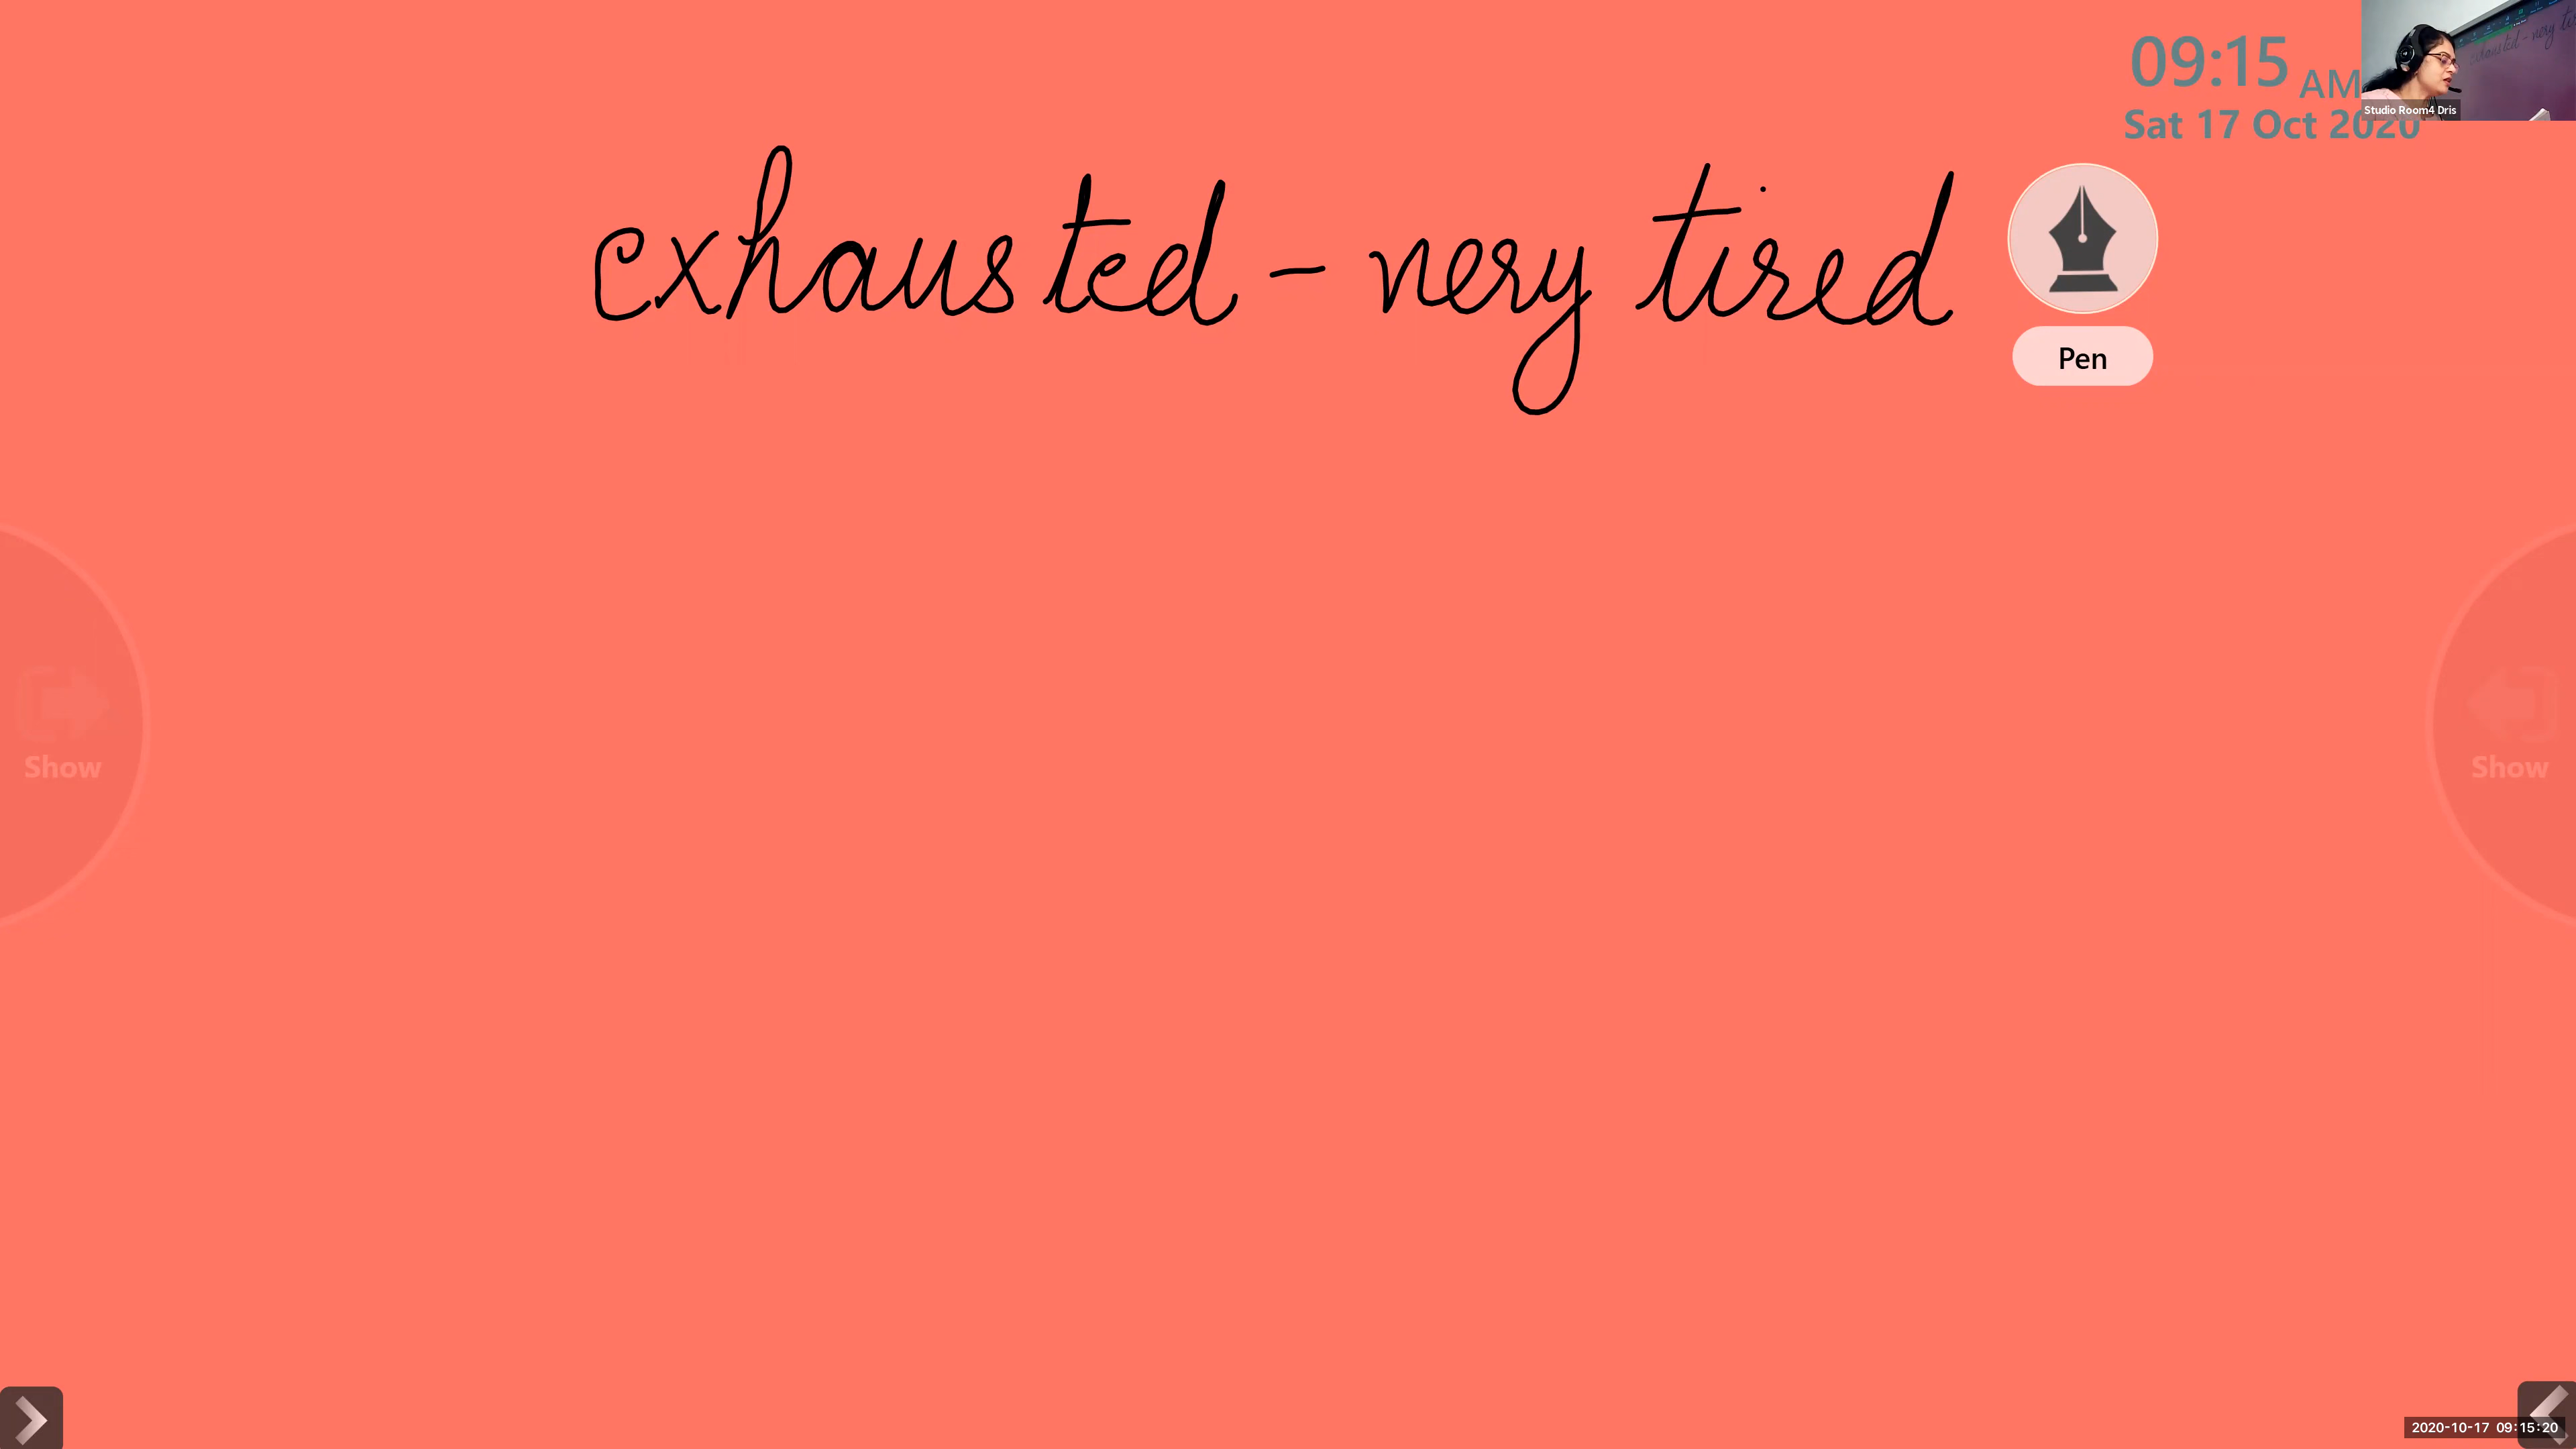 09:15 AM
Studio Room4 Dris
Sat 17 Oct 2020
exhausted - very tired
Pen
Show
Show
2020-10-17 09:15:20